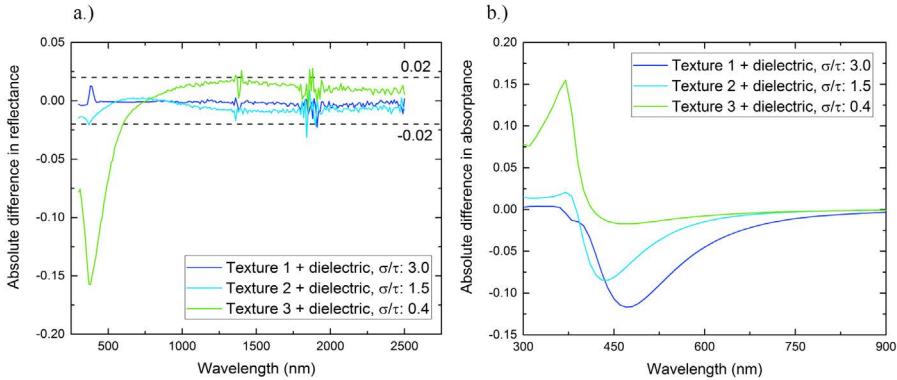 a.)
0.05
0.00
-0.05
-0.10
-0.15
-0.20
Absolute difference in reflectance
0.02
-0.02
Texture 1 + dielectric, σ/τ: 3.0
Texture 2 + dielectric, σ/τ: 1.5
Texture 3 + dielectric, σ/τ: 0.4
500 1000 1500 2000 2500
Wavelength (nm)
b.)
0.20
0.15
0.10
0.05
0.00
-0.05
-0.10
-0.15
Absolute difference in absorptance
Texture 1 + dielectric, σ/τ: 3.0
Texture 2 + dielectric, σ/τ: 1.5
Texture 3 + dielectric, σ/τ: 0.4
300 450 600 750 900
Wavelength (nm)